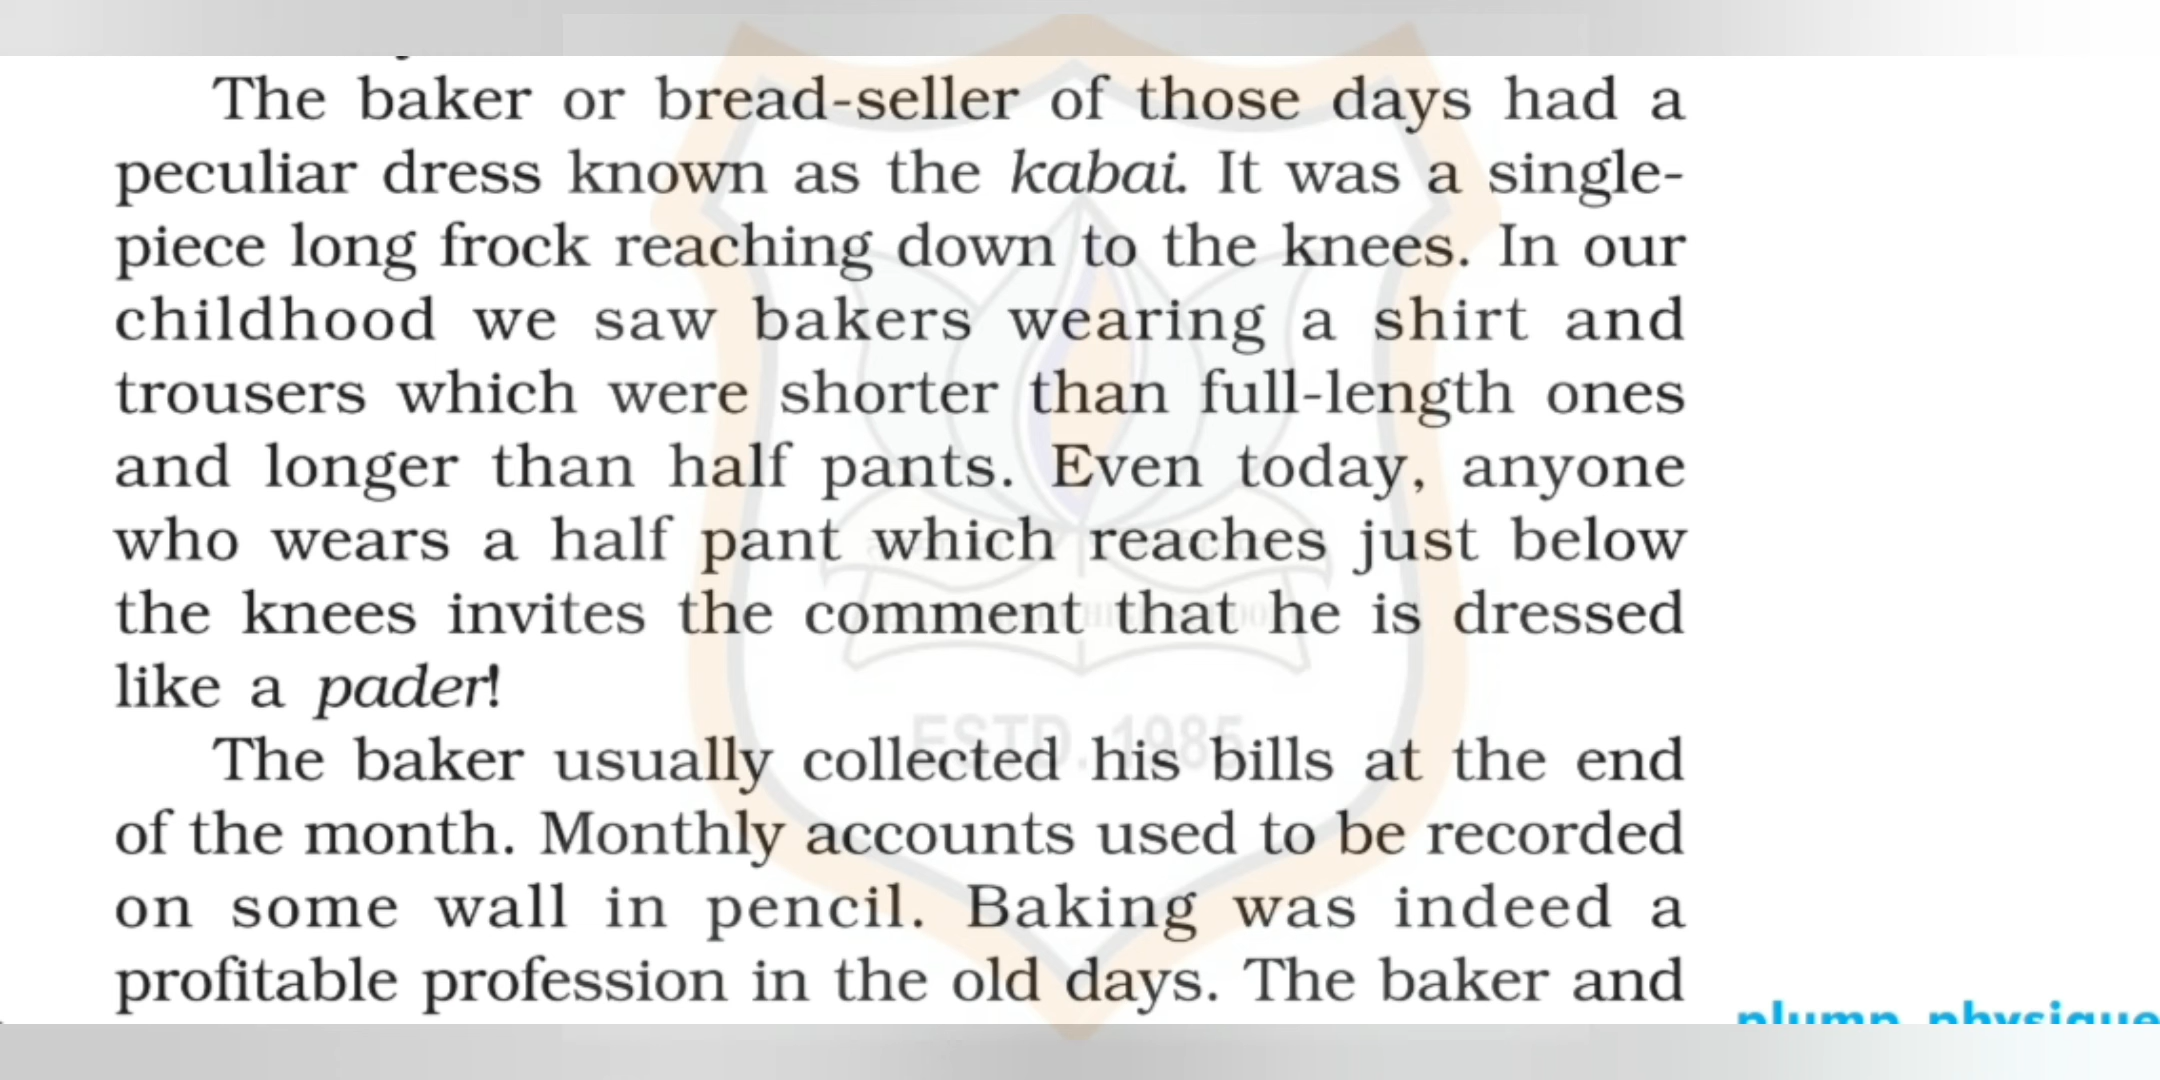 The baker or bread-seller of those days had a
peculiar dress known as the kabai. It was a single-
piece long frock reaching down to the knees. In our
childhood we saw bakers wearing a shirt and
trousers which were shorter than full-length ones
and longer than half pants. Even today, anyone
who wears a half pant which reaches just below
the knees invites the comment that he is dressed
like a pader!
The baker usually collected his bills at the end
of the month. Monthly accounts used to be recorded
on some wall in pencil. Baking was indeed a
profitable profession in the old days. The baker and
plump physique
ESTD. 1985